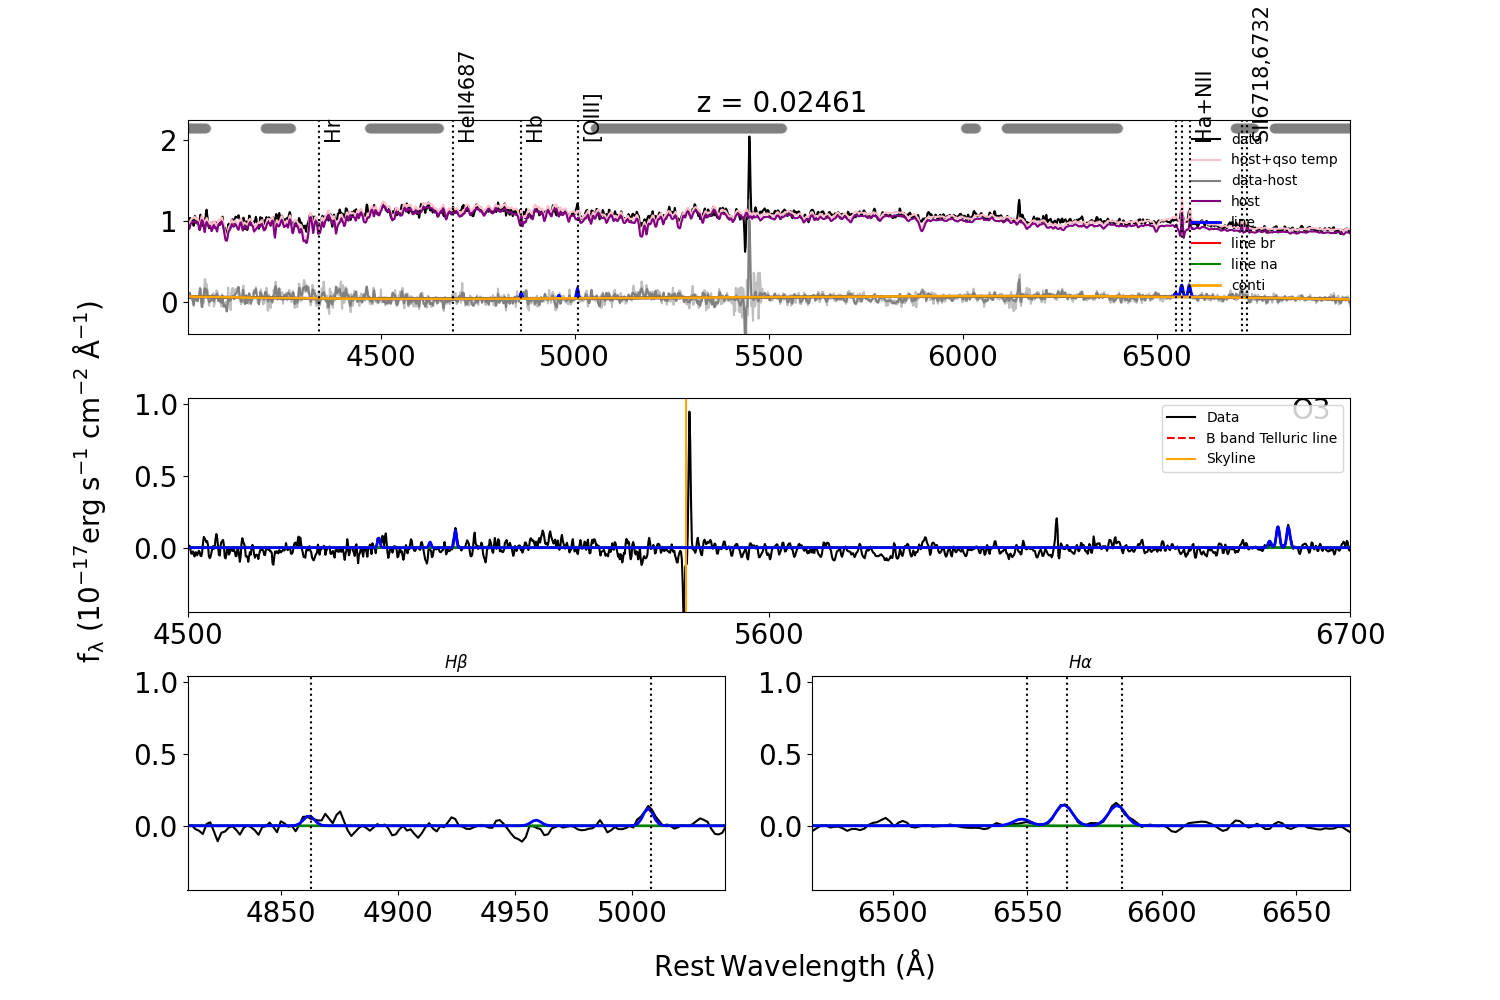 z = 0.02461
Hr
HeII4687
Hb
[OIII]
Ha+NII
SII6718,6732
data
host+qso temp
data-host
host
line
line br
line na
conti
2
1
0
4500 5000 5500 6000 6500
O3
Data
B band Telluric line
Skyline
1.0
0.5
0.0
4500 5600 6700
fλ (10−17erg s−1 cm−2 Å−1)
Hβ
1.0
0.5
0.0
4850 4900 4950 5000
Hα
1.0
0.5
0.0
6500 6550 6600 6650
Rest Wavelength (Å)